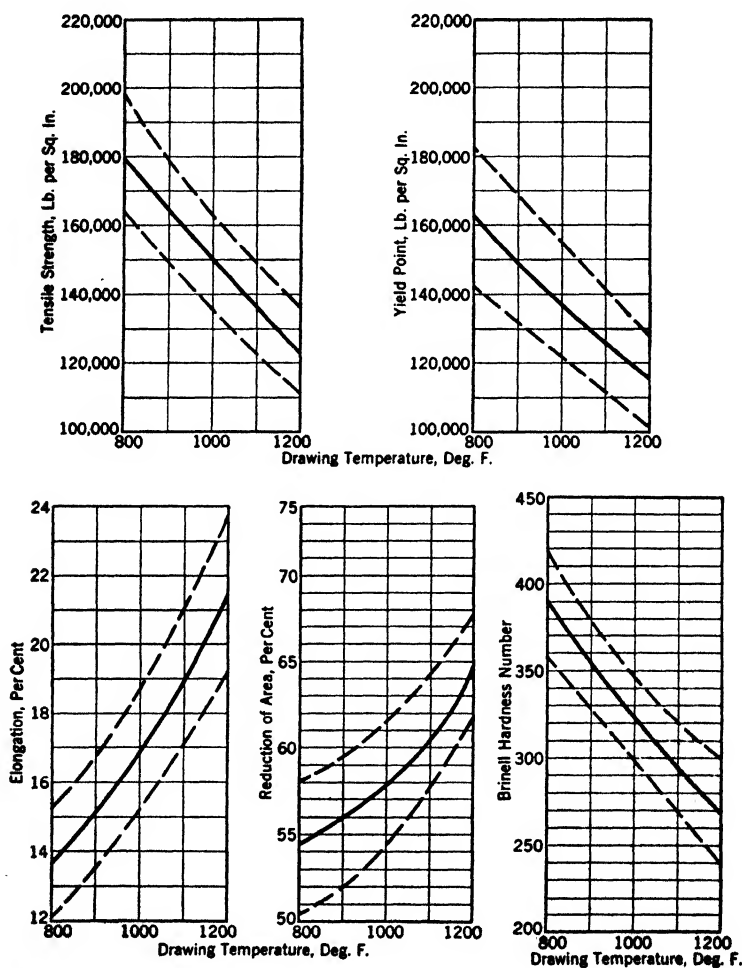 220,000
200,000
180,000
160,000
140,000
120,000
100,000
Tensile Strength, Lb. per Sq. In.
800 1000 1200
220,000
200,000
180,000
160,000
140,000
120,000
100,000
Yield Point, Lb. per Sq. In.
800 1000 1200
Drawing Temperature, Deg. F.
24
22
20
18
16
14
12
Elongation, Per Cent
800 1000 1200
75
70
65
60
55
50
Reduction of Area, Per Cent
800 1000 1200
Drawing Temperature, Deg. F.
450
400
350
300
250
200
Brinell Hardness Number
800 1000 1200
Drawing Temperature, Deg. F.